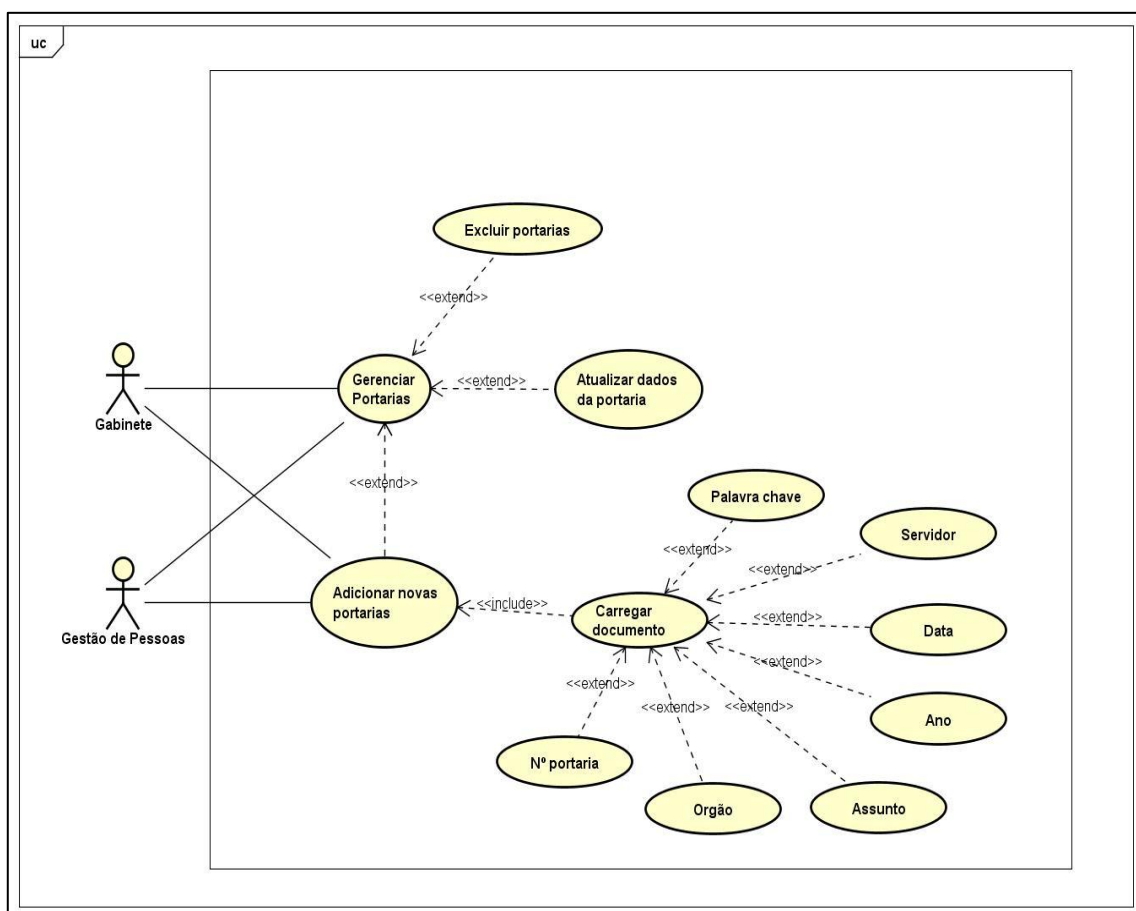 uc
Excluir portarias
<<extend>>
Gerenciar
Portarias
<<extend>>
Atualizar dados
da portaria
Gabinete
<<extend>>
Palavra chave
Servidor
<<extend>>
<<extend>>
Adicionar novas
portarias
<<include>>
Carregar
documento
<<extend>>
Data
Gestão de Pessoas
<<extend>>
<<extend>>
<<extend>>
<<extend>>
Ano
Nº portaria
Orgão
Assunto